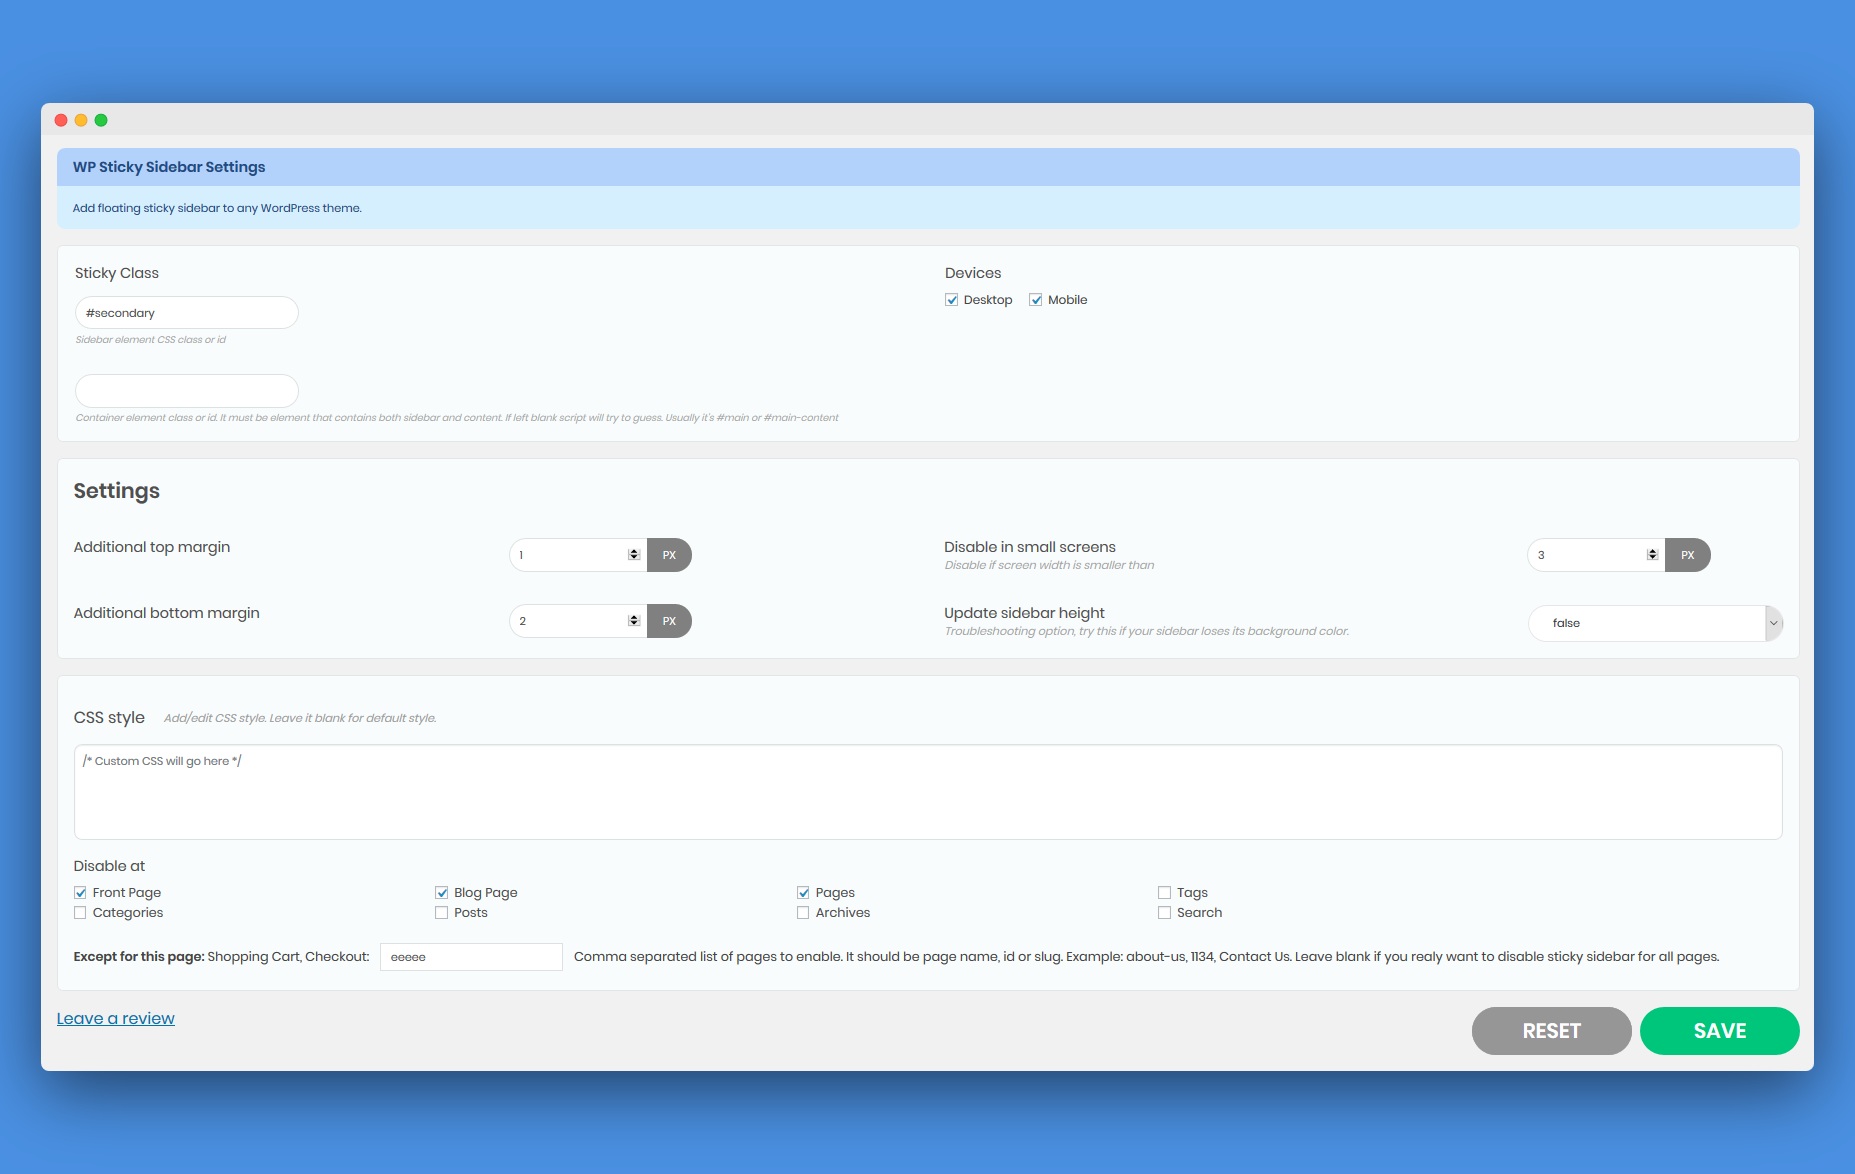 WP Sticky Sidebar Settings
Add floating sticky sidebar to any WordPress theme.
Sticky Class
#secondary
Sidebar element CSS class or id
Container element class or id. It must be element that contains both sidebar and content. If left blank script will try to guess. Usually it's #main or #main-content
Devices
Desktop Mobile
Settings
Additional top margin 1 PX
Disable in small screens 3 PX
Disable if screen width is smaller than
Additional bottom margin 2 PX
Update sidebar height false
Troubleshooting option, try this if your sidebar loses its background color.
CSS style Add/edit CSS style. Leave it blank for default style.
/* Custom CSS will go here */
Disable at
Front Page Blog Page Pages Tags
Categories Posts Archives Search
Except for this page: Shopping Cart, Checkout: eeeee Comma separated list of pages to enable. It should be page name, id or slug. Example: about-us, 1134, Contact Us. Leave blank if you realy want to disable sticky sidebar for all pages.
Leave a review
RESET SAVE